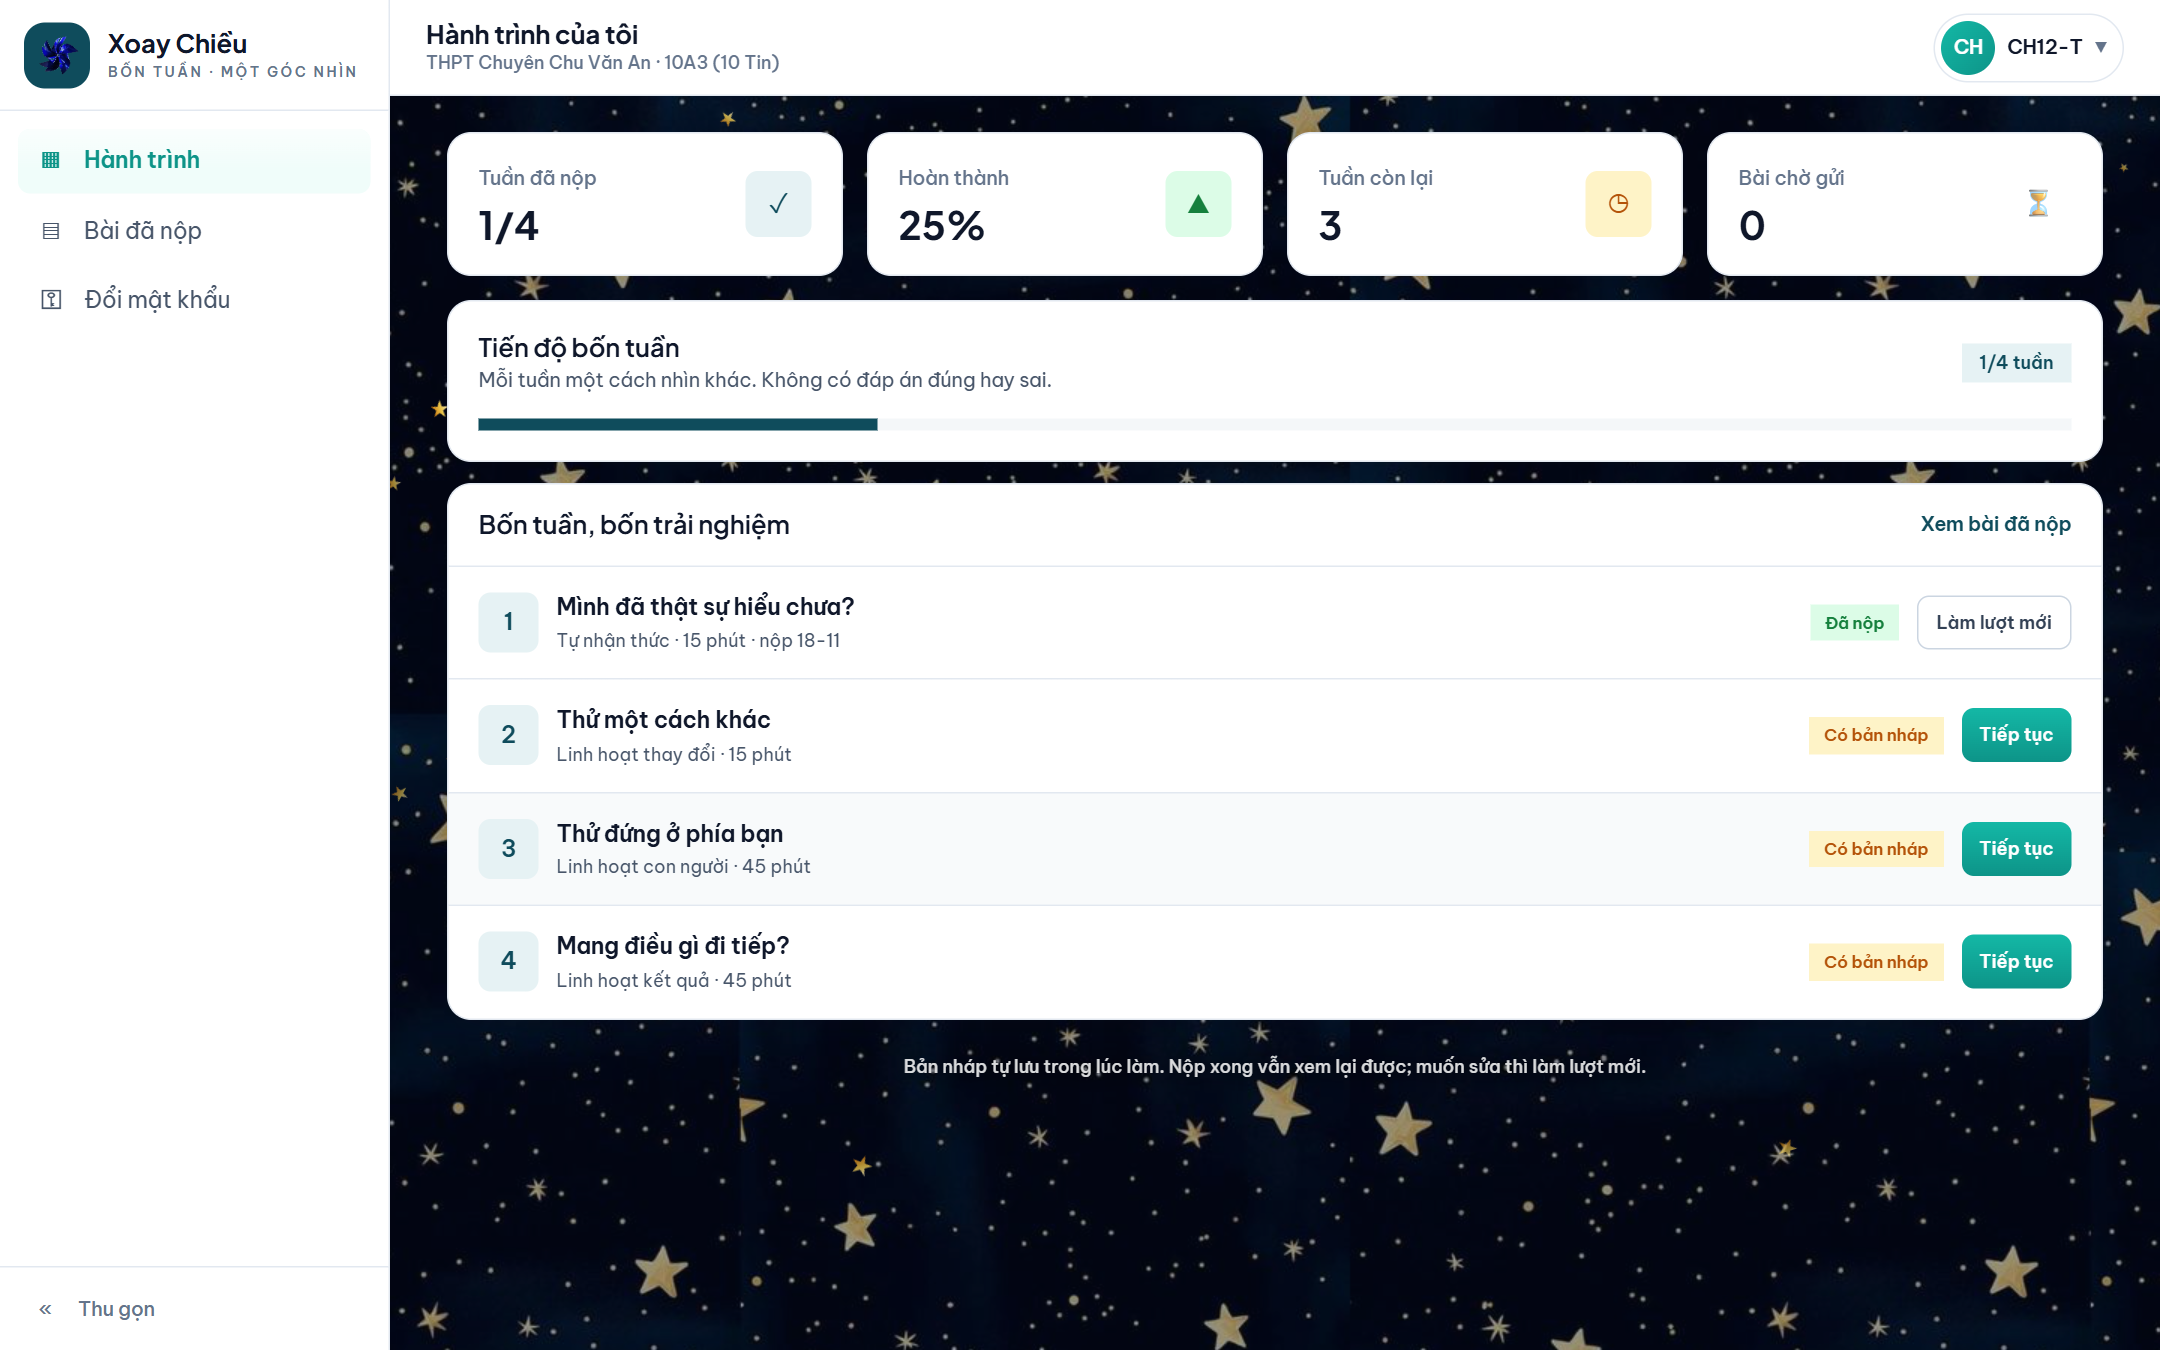 Xoay Chiều
BỐN TUẦN · MỘT GÓC NHÌN
Hành trình
Bài đã nộp
Đổi mật khẩu
Thu gọn
Hành trình của tôi
THPT Chuyên Chu Văn An · 10A3 (10 Tin)
CH
CH12-T
Tuần đã nộp
1/4
Hoàn thành
25%
Tuần còn lại
3
Bài chờ gửi
0
Tiến độ bốn tuần
Mỗi tuần một cách nhìn khác. Không có đáp án đúng hay sai.
1/4 tuần
Bốn tuần, bốn trải nghiệm
Xem bài đã nộp
1
Mình đã thật sự hiểu chưa?
Tự nhận thức · 15 phút · nộp 18-11
Đã nộp
Làm lượt mới
2
Thử một cách khác
Linh hoạt thay đổi · 15 phút
Có bản nháp
Tiếp tục
3
Thử đứng ở phía bạn
Linh hoạt con người · 45 phút
Có bản nháp
Tiếp tục
4
Mang điều gì đi tiếp?
Linh hoạt kết quả · 45 phút
Có bản nháp
Tiếp tục
Bản nháp tự lưu trong lúc làm. Nộp xong vẫn xem lại được; muốn sửa thì làm lượt mới.